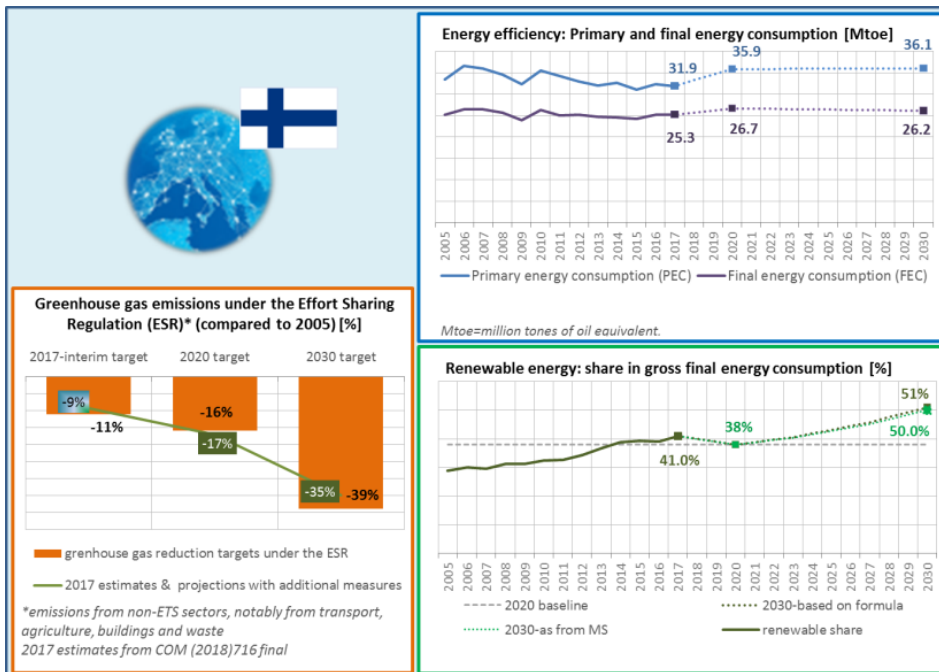 Energy efficiency: Primary and final energy consumption [Mtoe]
35.9
36.1
31.9
26.7
26.2
25.3
2005 2006 2007 2008 2009 2010 2011 2012 2013 2014 2015 2016 2017 2018 2019 2020 2021 2022 2023 2024 2025 2026 2027 2028 2029 2030
Primary energy consumption (PEC) Final energy consumption (FEC)
Mtoe=million tones of oil equivalent.
Greenhouse gas emissions under the Effort Sharing
Regulation (ESR)* (compared to 2005) [%]
2017-interim target 2020 target 2030 target
-9%
-11%
-16%
-17%
-35% -39%
grenhouse gas reduction targets under the ESR
2017 estimates & projections with additional measures
*emissions from non-ETS sectors, notably from transport,
agriculture, buildings and waste
2017 estimates from COM (2018)716 final
Renewable energy: share in gross final energy consumption [%]
51%
38%
50.0%
41.0%
2005 2006 2007 2008 2009 2010 2011 2012 2013 2014 2015 2016 2017 2018 2019 2020 2021 2022 2023 2024 2025 2026 2027 2028 2029 2030
2020 baseline 2030-based on formula
2030-as from MS renewable share